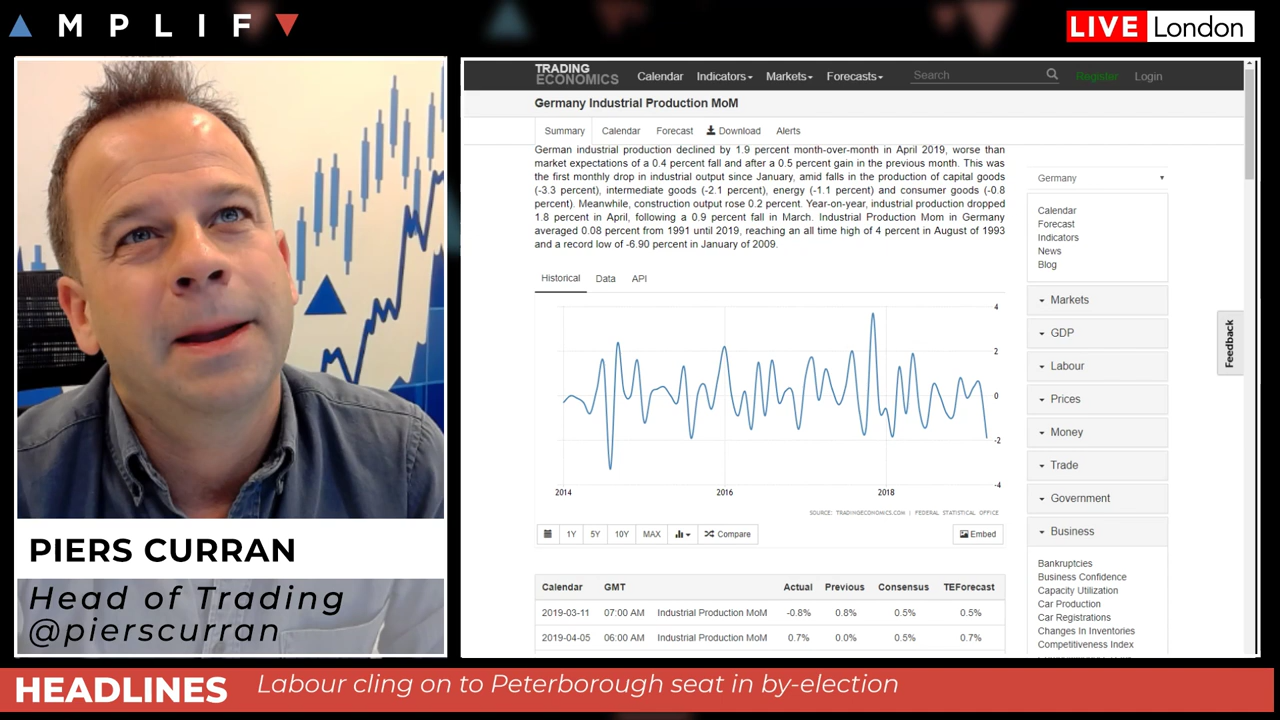 MPLIF
LIVE London
TRADING
ECONOMICS
Calendar Indicators Markets Forecasts Search Register Login
Germany Industrial Production MoM
Summary Calendar Forecast Download Alerts
German industrial production declined by 1.9 percent month-over-month in April 2019, worse than
market expectations of a 0.4 percent fall and after a 0.5 percent gain in the previous month. This was
the first monthly drop in industrial output since January, amid falls in the production of capital goods
(-3.3 percent), intermediate goods (-2.1 percent), energy (-1.1 percent) and consumer goods (-0.8
percent). Meanwhile, construction output rose 0.2 percent. Year-on-year, industrial production dropped
1.8 percent in April, following a 0.9 percent fall in March. Industrial Production Mom in Germany
averaged 0.08 percent from 1991 until 2019, reaching an all time high of 4 percent in August of 1993
and a record low of -6.90 percent in January of 2009.
Historical Data API
4
2
0
-2
-4
2014 2016 2018
SOURCE: TRADINGECONOMICS.COM | FEDERAL STATISTICAL OFFICE
1Y 5Y 10Y MAX Compare Embed
Calendar GMT Actual Previous Consensus TEForecast
2019-03-11 07:00 AM Industrial Production MoM -0.8% 0.8% 0.5% 0.5%
2019-04-05 06:00 AM Industrial Production MoM 0.7% 0.0% 0.5% 0.7%
Germany
Calendar
Forecast
Indicators
News
Blog
Markets
GDP
Labour
Prices
Money
Trade
Government
Business
Bankruptcies
Business Confidence
Capacity Utilization
Car Production
Car Registrations
Changes In Inventories
Competitiveness Index
Feedback
PIERS CURRAN
Head of Trading
@pierscurran
HEADLINES Labour cling on to Peterborough seat in by-election